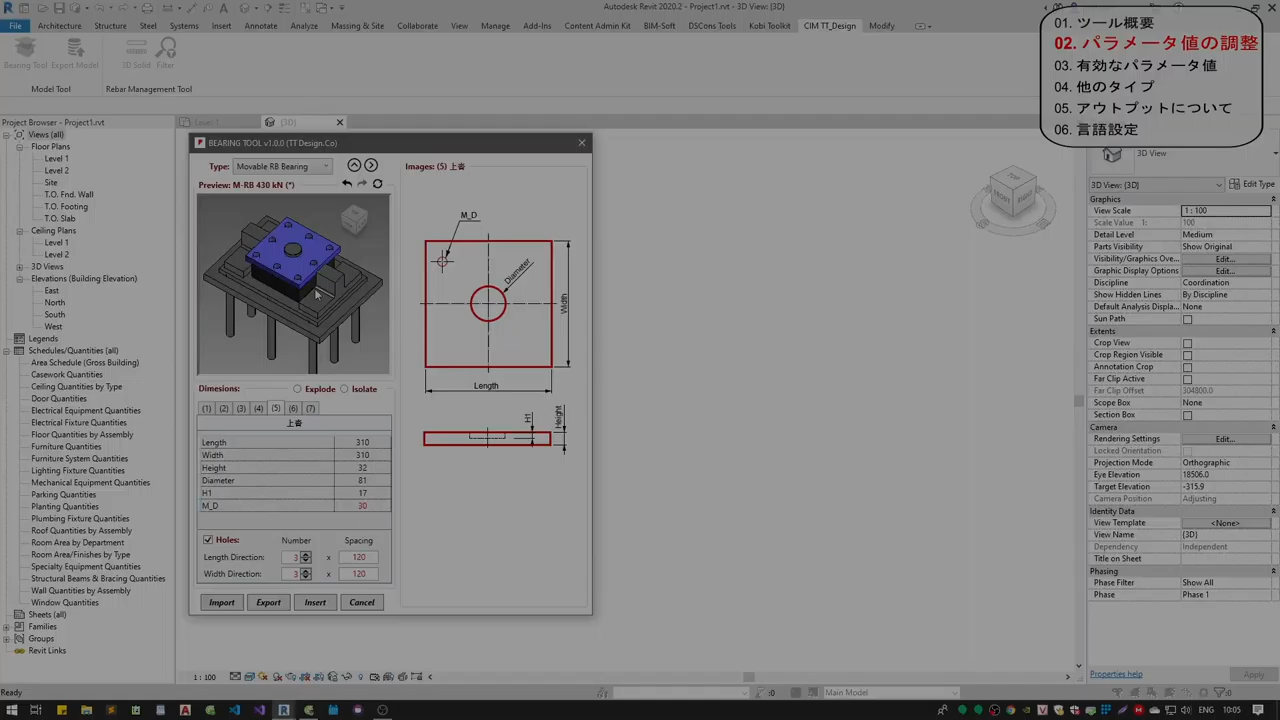 Autodesk Revit 2020.2 - Project1.rvt - 3D View: {3D}
File Architecture Structure Steel Systems Insert Annotate Analyze Massing & Site Collaborate View Manage Add-Ins Content Admin Kit BIM-Soft DSCons Tools Kobi Toolkit CIM TT_Design Modify
Bearing Tool Export Model 3D Solid Filter
Model Tool Rebar Management Tool
01. ツール概要
02. パラメータ値の調整
03. 有効なパラメータ値
04. 他のタイプ
05. アウトプットについて
06. 言語設定
Project Browser - Project1.rvt
Views (all)
Floor Plans
Level 1
Level 2
Site
T.O. Fnd. Wall
T.O. Footing
T.O. Slab
Ceiling Plans
Level 1
Level 2
3D Views
Elevations (Building Elevation)
East
North
South
West
Legends
Schedules/Quantities (all)
Area Schedule (Gross Building)
Casework Quantities
Ceiling Quantities by Type
Door Quantities
Electrical Equipment Quantities
Electrical Fixture Quantities
Floor Quantities by Assembly
Furniture Quantities
Furniture System Quantities
Lighting Fixture Quantities
Mechanical Equipment Quantities
Parking Quantities
Planting Quantities
Plumbing Fixture Quantities
Roof Quantities by Assembly
Room Area by Department
Room Area/Finishes by Type
Specialty Equipment Quantities
Structural Beams & Bracing Quantities
Wall Quantities by Assembly
Window Quantities
Sheets (all)
Families
Groups
Revit Links
Level 1 {3D}
BEARING TOOL v1.0.0 (TT Design.Co)
Type: Movable RB Bearing
Preview: M-RB 430 kN (*)
Dimesions: Explode Isolate
(1) (2) (3) (4) (5) (6) (7)
上沓
Length 310
Width 310
Height 32
Diameter 81
H1 17
M_D 30
Holes: Number Spacing
Length Direction: 3 x 120
Width Direction: 3 x 120
Import Export Insert Cancel
Images: (5) 上沓
M_D
Diameter
Width
Length
H1
Height
TOP
FRONT
RIGHT
3D View
3D View: {3D} Edit Type
Graphics
View Scale 1 : 100
Scale Value 1: 100
Detail Level Medium
Parts Visibility Show Original
Visibility/Graphics Ove... Edit...
Graphic Display Options Edit...
Discipline Coordination
Show Hidden Lines By Discipline
Default Analysis Displa... None
Sun Path
Extents
Crop View
Crop Region Visible
Annotation Crop
Far Clip Active
Far Clip Offset 304800.0
Scope Box None
Section Box
Camera
Rendering Settings Edit...
Locked Orientation
Projection Mode Orthographic
Eye Elevation 18506.0
Target Elevation -315.9
Camera Position Adjusting
Identity Data
View Template <None>
View Name {3D}
Dependency Independent
Title on Sheet
Phasing
Phase Filter Show All
Phase Phase 1
Properties help Apply
1 : 100
Ready
:0 Main Model :0
ENG 10:05